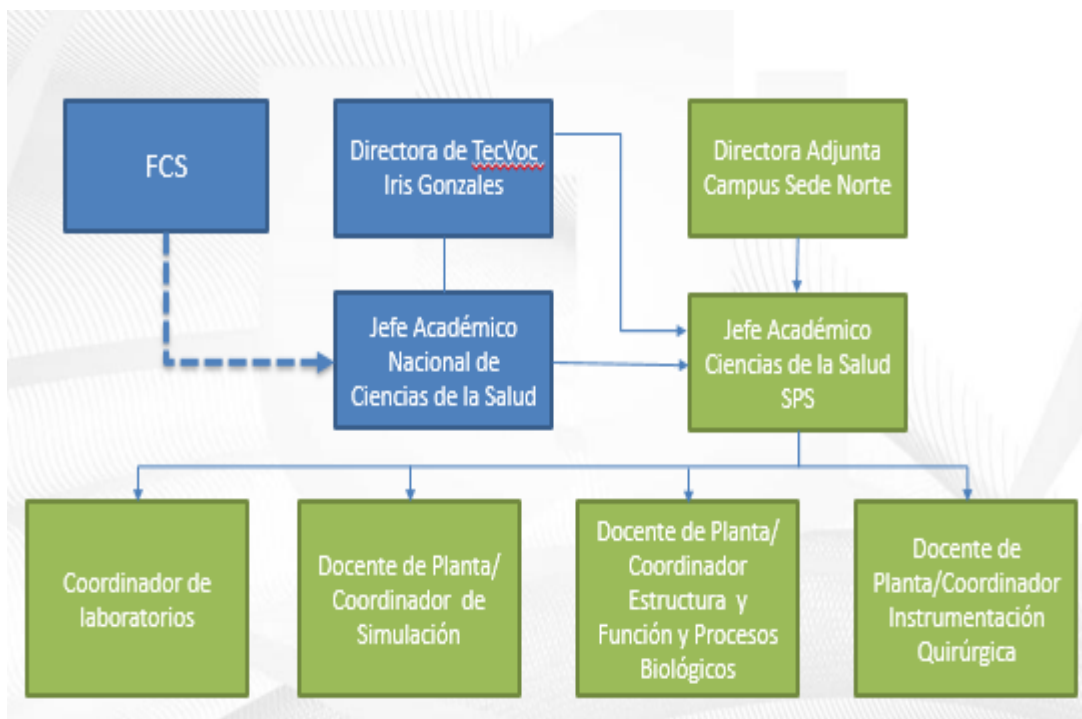 FCS
Directora de TecVoc
Iris Gonzales
Directora Adjunta
Campus Sede Norte
Jefe Académico
Nacional de
Ciencias de la Salud
Jefe Académico
Ciencias de la Salud
SPS
Coordinador de
laboratorios
Docente de Planta/
Coordinador de
Simulación
Docente de Planta/
Coordinador
Estructura y
Función y Procesos
Biológicos
Docente de
Planta/Coordinador
Instrumentación
Quirúrgica